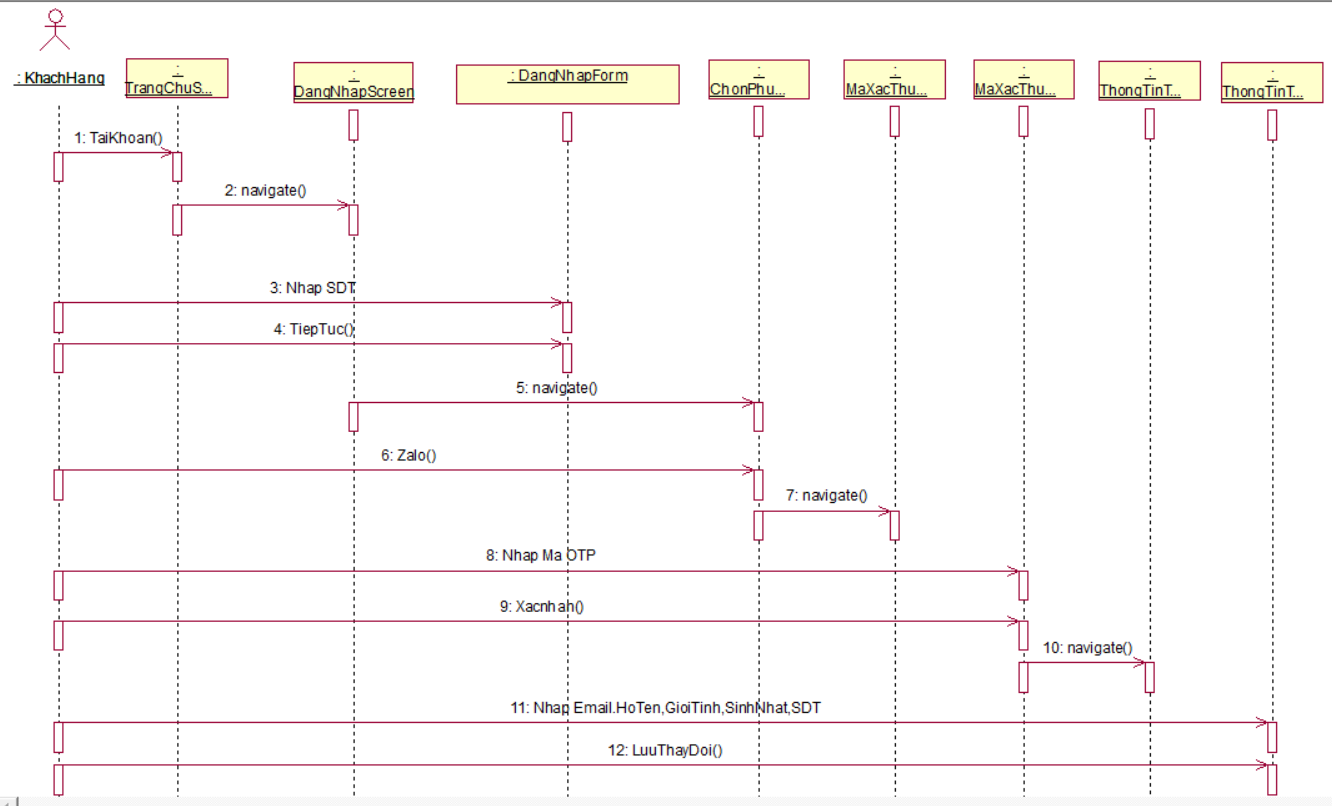 : KhachHang
:
TrangChuS...
:
DangNhapScreen
: DangNhapForm
:
ChonPhu...
:
MaXacThu...
:
MaXacThu...
:
ThongTinT...
:
ThongTinT...
1: TaiKhoan()
2: navigate()
3: Nhap SDT
4: TiepTuc()
5: navigate()
6: Zalo()
7: navigate()
8: Nhap Ma OTP
9: Xacnhan()
10: navigate()
11: Nhap Email.HoTen,GioiTinh,SinhNhat,SDT
12: LuuThayDoi()